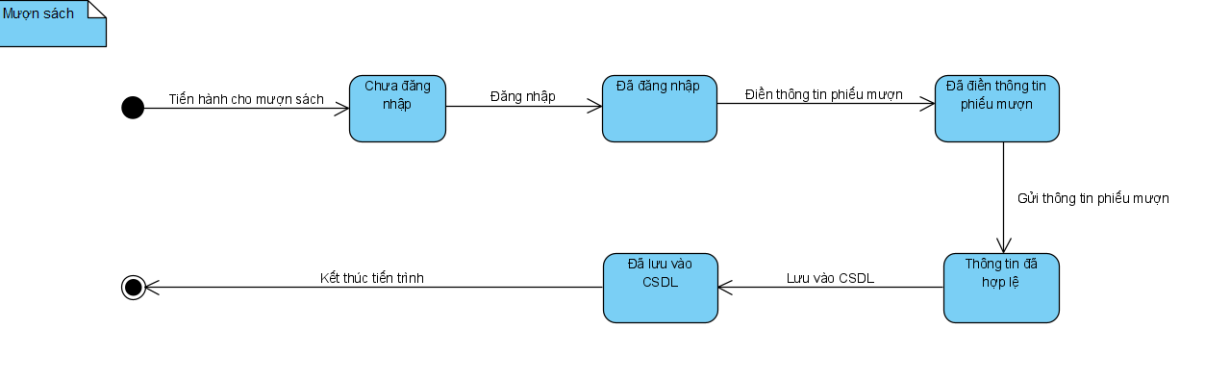 Mượn sách
Tiến hành cho mượn sách
Chưa đăng
nhập
Đăng nhập
Đã đăng nhập
Điền thông tin phiếu mượn
Đã điền thông tin
phiếu mượn
Gửi thông tin phiếu mượn
Thông tin đã
hợp lệ
Lưu vào CSDL
Đã lưu vào
CSDL
Kết thúc tiến trình